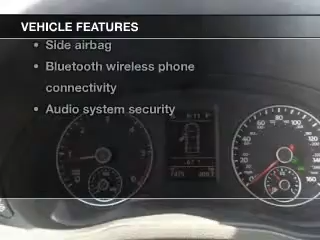 VEHICLE FEATURES
• Side airbag
• Bluetooth wireless phone
connectivity
• Audio system security